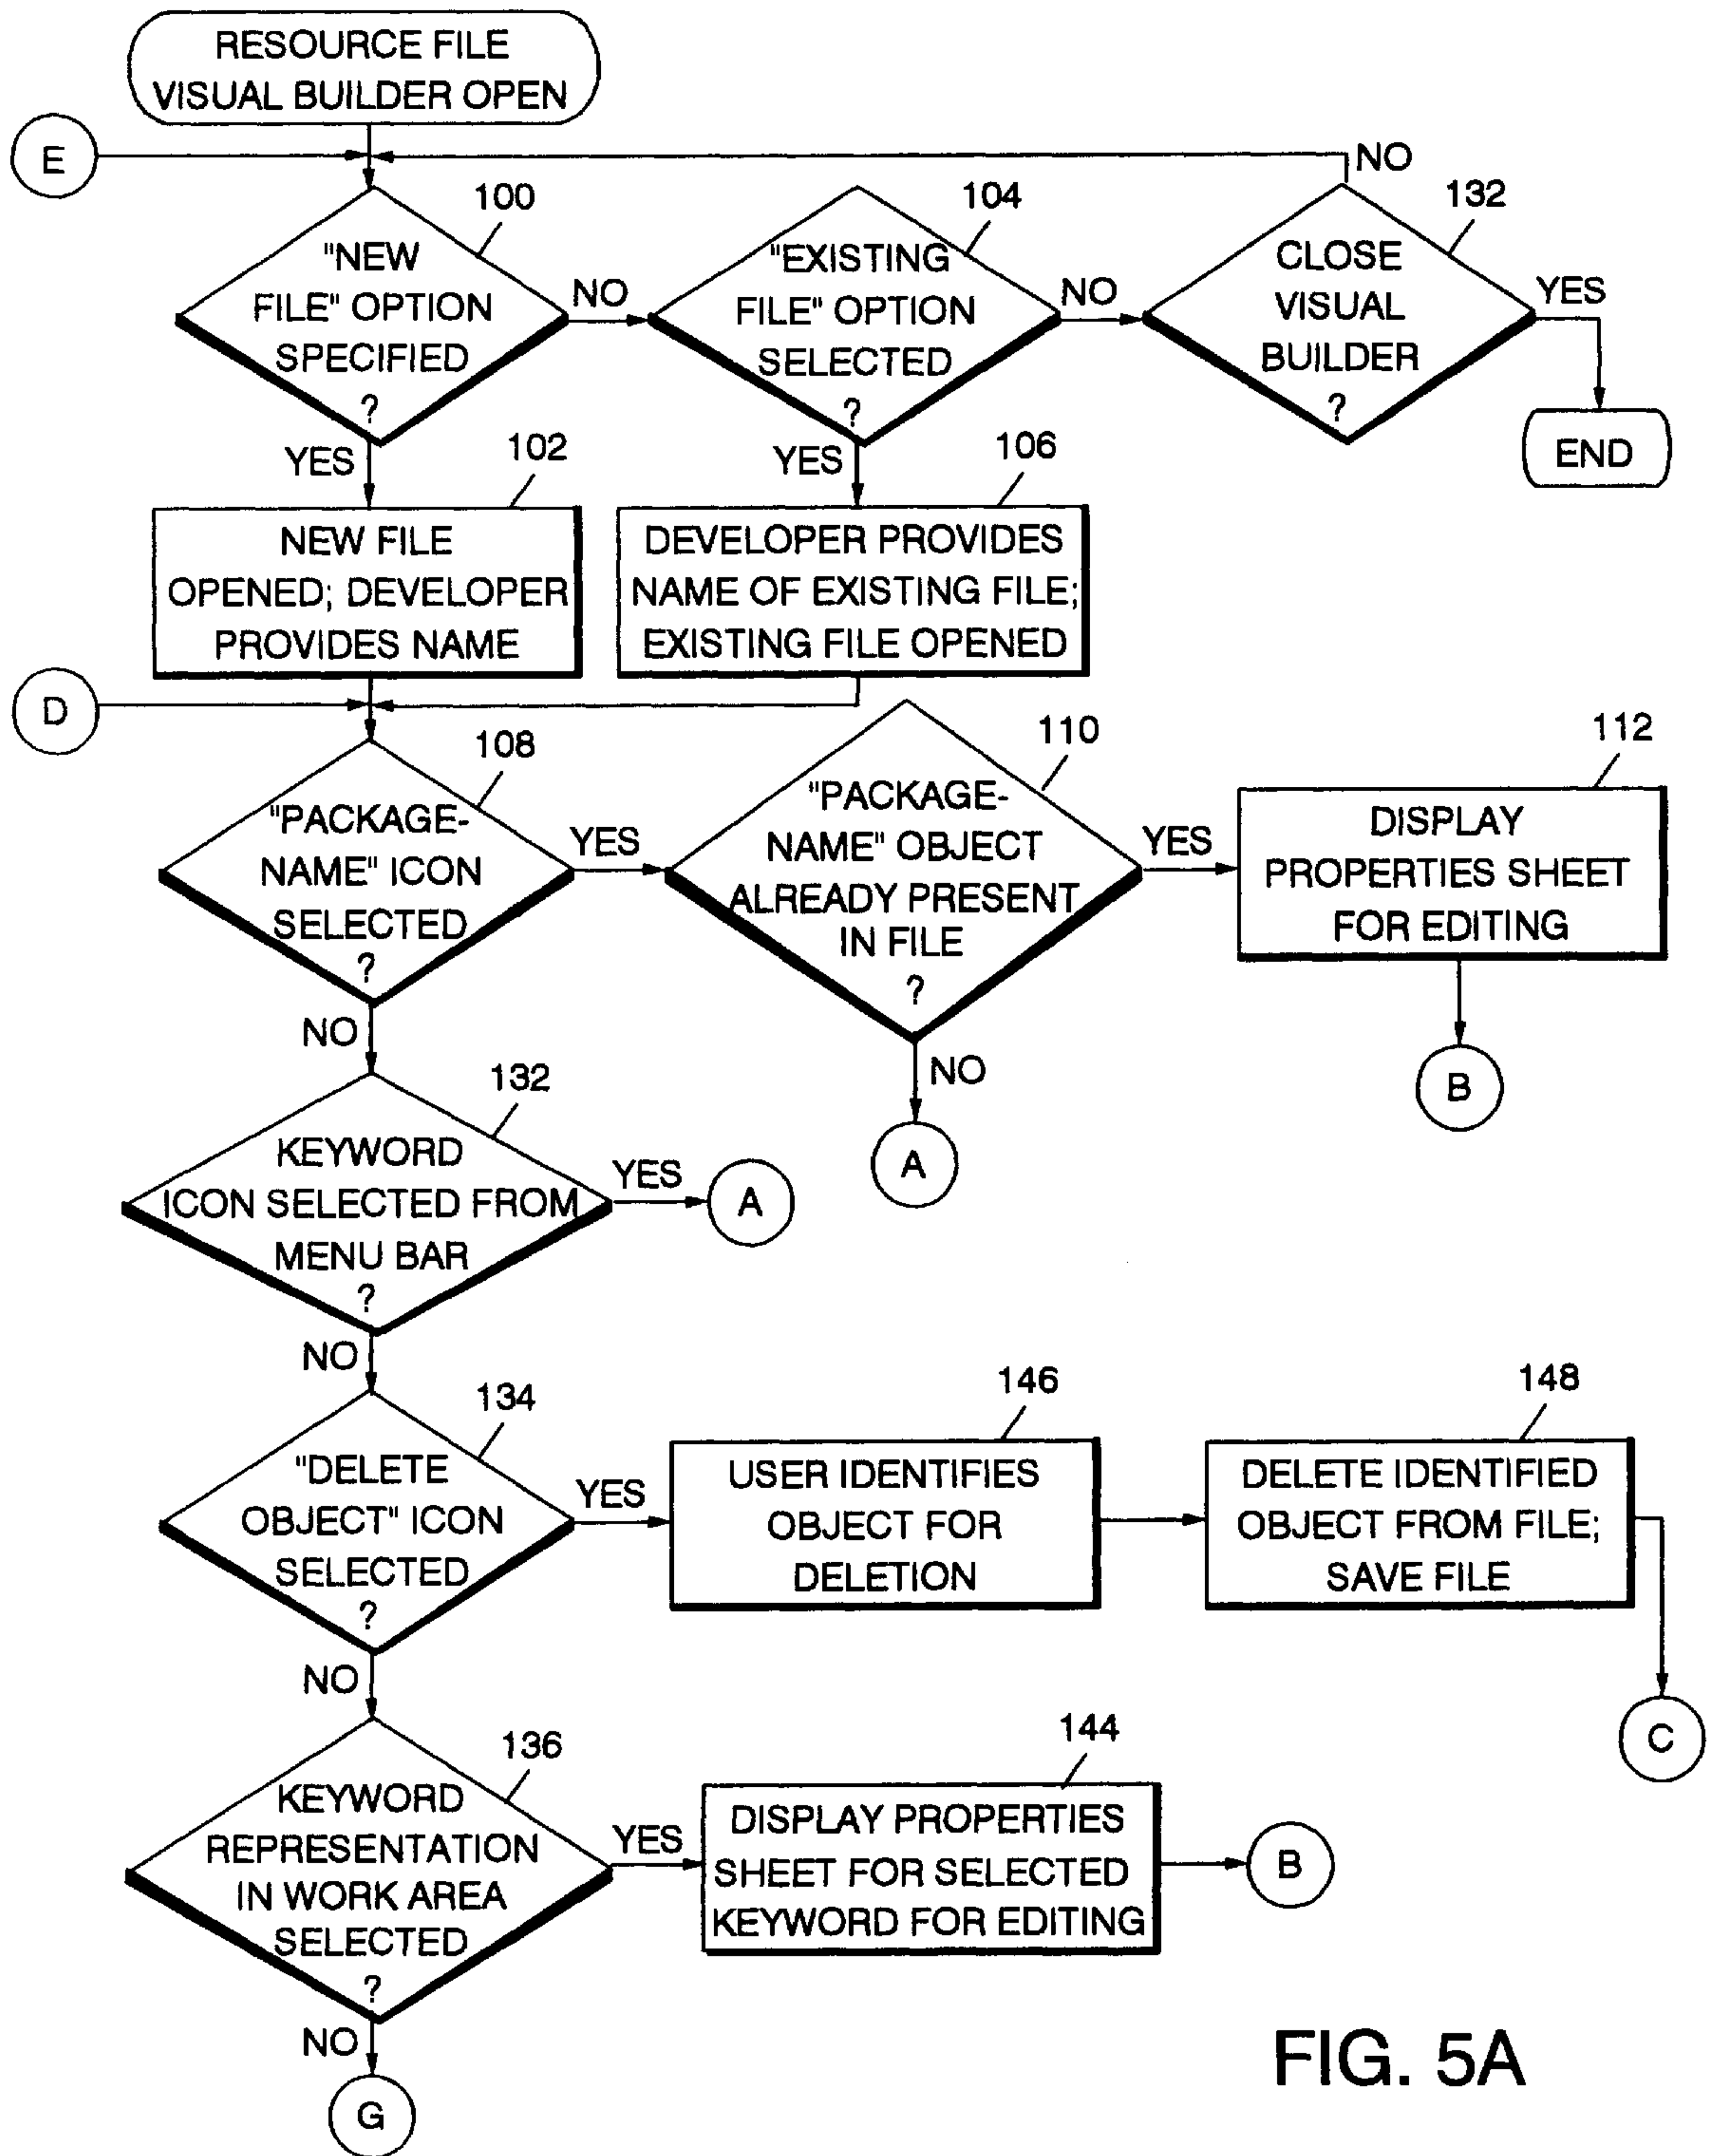 RESOURCE FILE
VISUAL BUILDER OPEN
E
NO
100
"NEW
FILE" OPTION
SPECIFIED
?
NO
104
"EXISTING
FILE" OPTION
SELECTED
?
NO
132
CLOSE
VISUAL
BUILDER
?
YES
END
YES
102
NEW FILE
OPENED; DEVELOPER
PROVIDES NAME
YES
106
DEVELOPER PROVIDES
NAME OF EXISTING FILE;
EXISTING FILE OPENED
D
108
"PACKAGE-
NAME" ICON
SELECTED
?
YES
110
"PACKAGE-
NAME" OBJECT
ALREADY PRESENT
IN FILE
?
YES
112
DISPLAY
PROPERTIES SHEET
FOR EDITING
B
NO
A
NO
132
KEYWORD
ICON SELECTED FROM
MENU BAR
?
YES
A
NO
134
"DELETE
OBJECT" ICON
SELECTED
?
YES
146
USER IDENTIFIES
OBJECT FOR
DELETION
148
DELETE IDENTIFIED
OBJECT FROM FILE;
SAVE FILE
C
NO
136
KEYWORD
REPRESENTATION
IN WORK AREA
SELECTED
?
YES
144
DISPLAY PROPERTIES
SHEET FOR SELECTED
KEYWORD FOR EDITING
B
NO
G
FIG. 5A